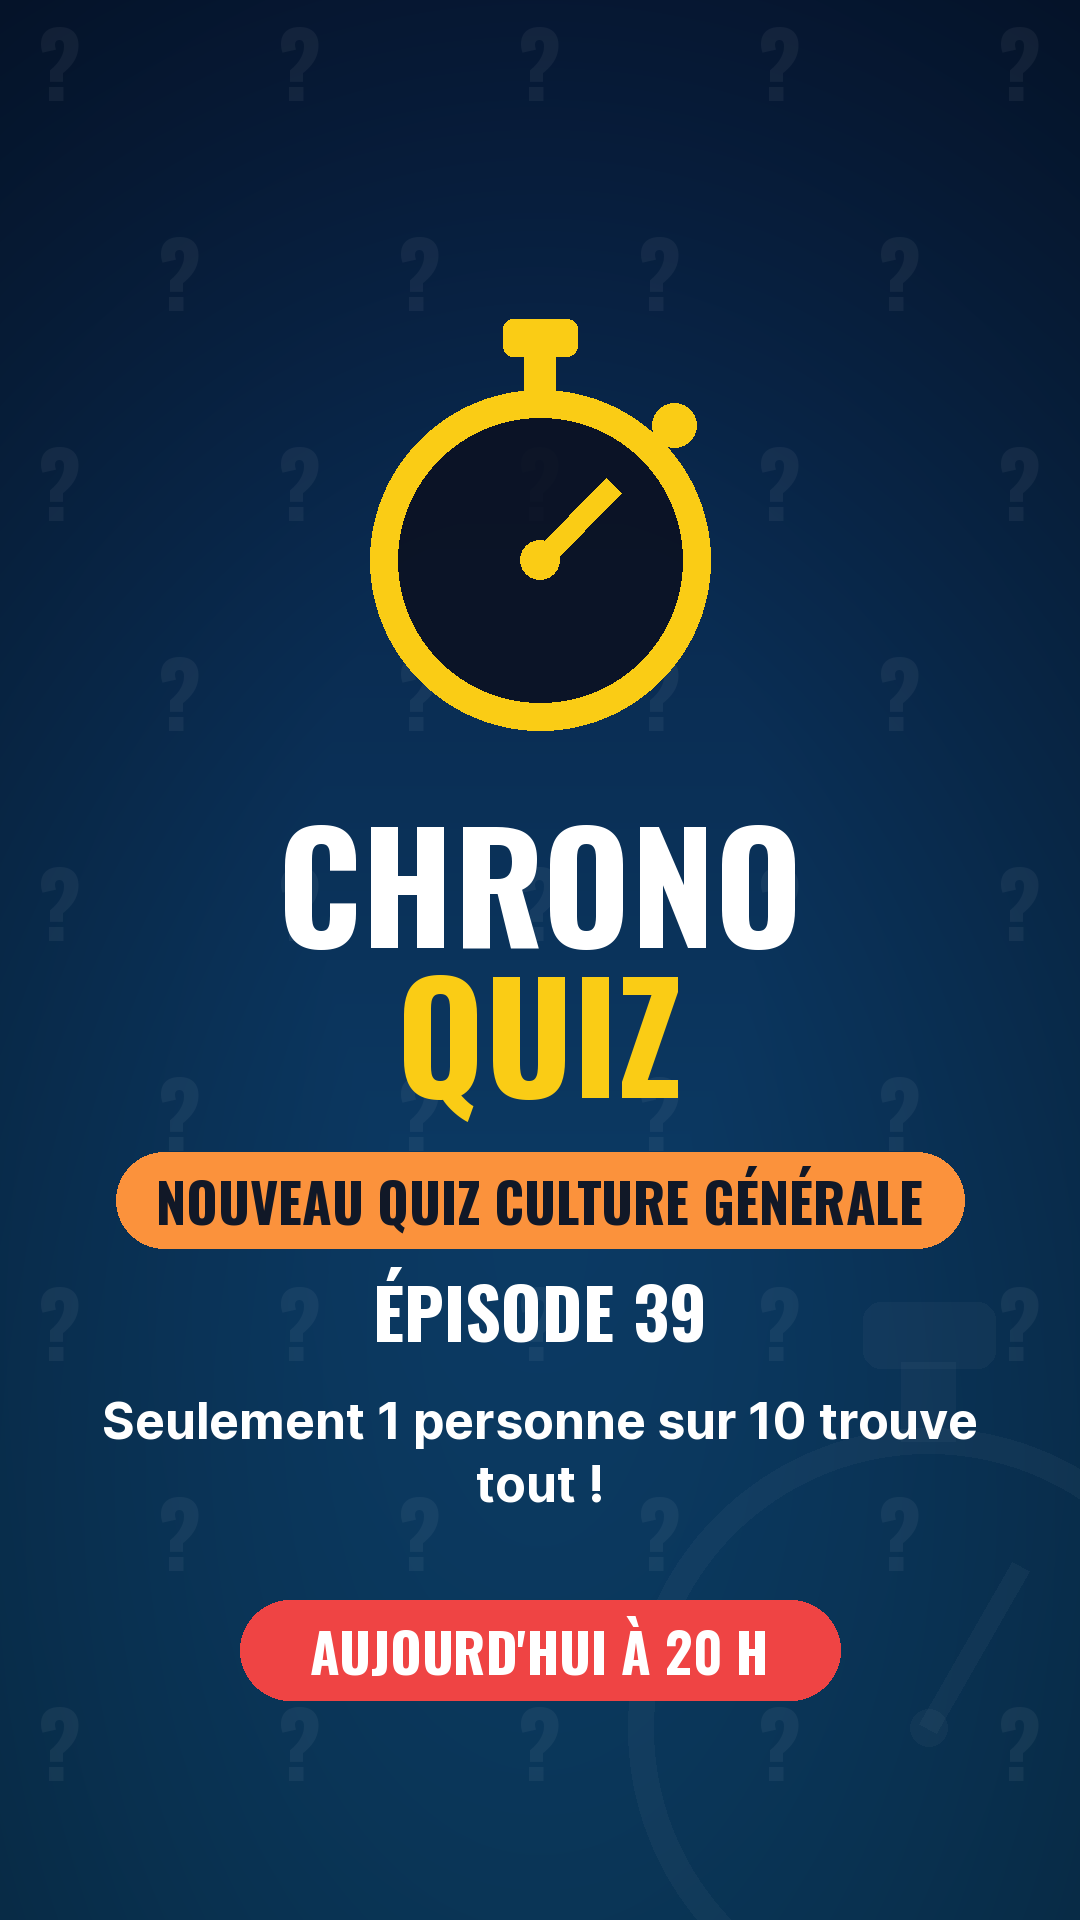 CHRONO
QUIZ
NOUVEAU QUIZ CULTURE GÉNÉRALE
ÉPISODE 39
Seulement 1 personne sur 10 trouve
tout !
AUJOURD'HUI À 20 H